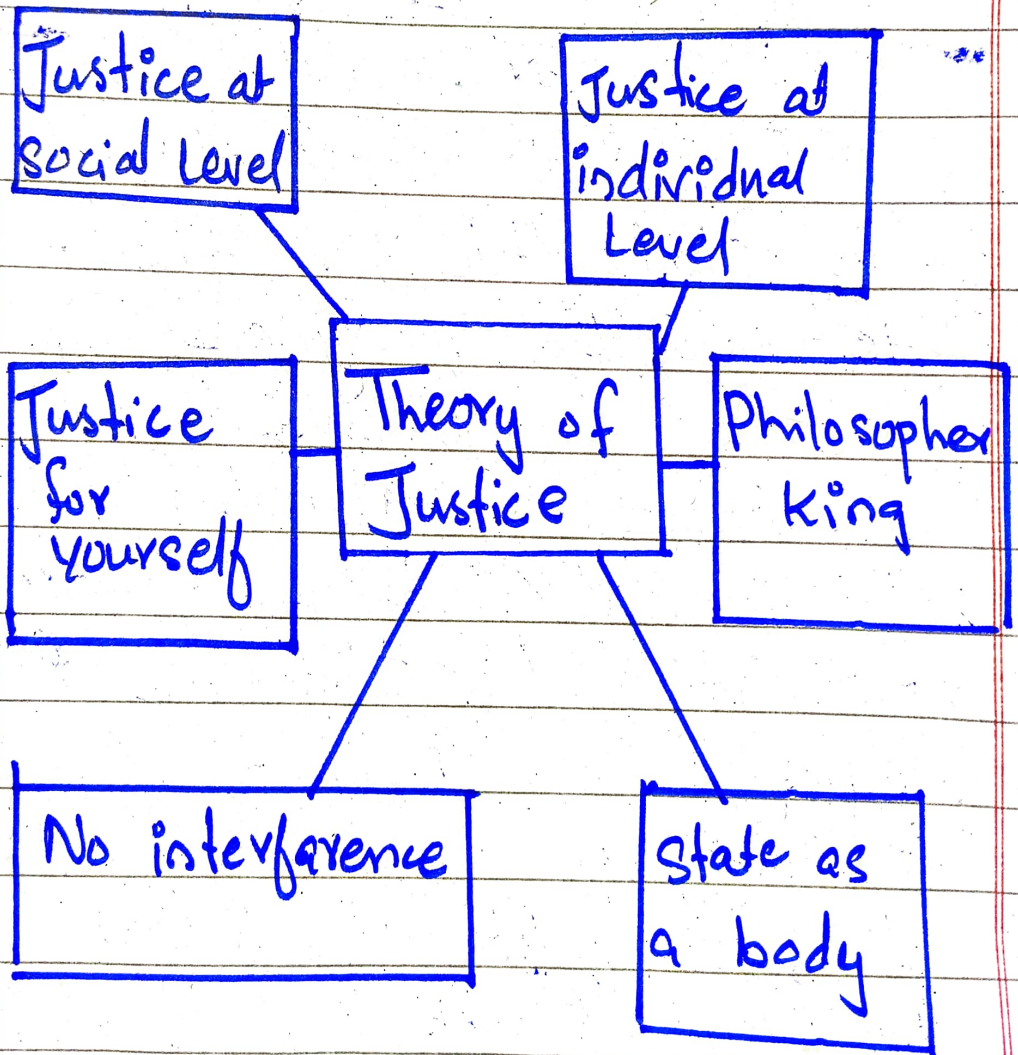 Justice at
social Level
Justice at
individual
Level
Justice
for
yourself
Theory of
Justice
Philosopher
king
No interfarence
State as
a body